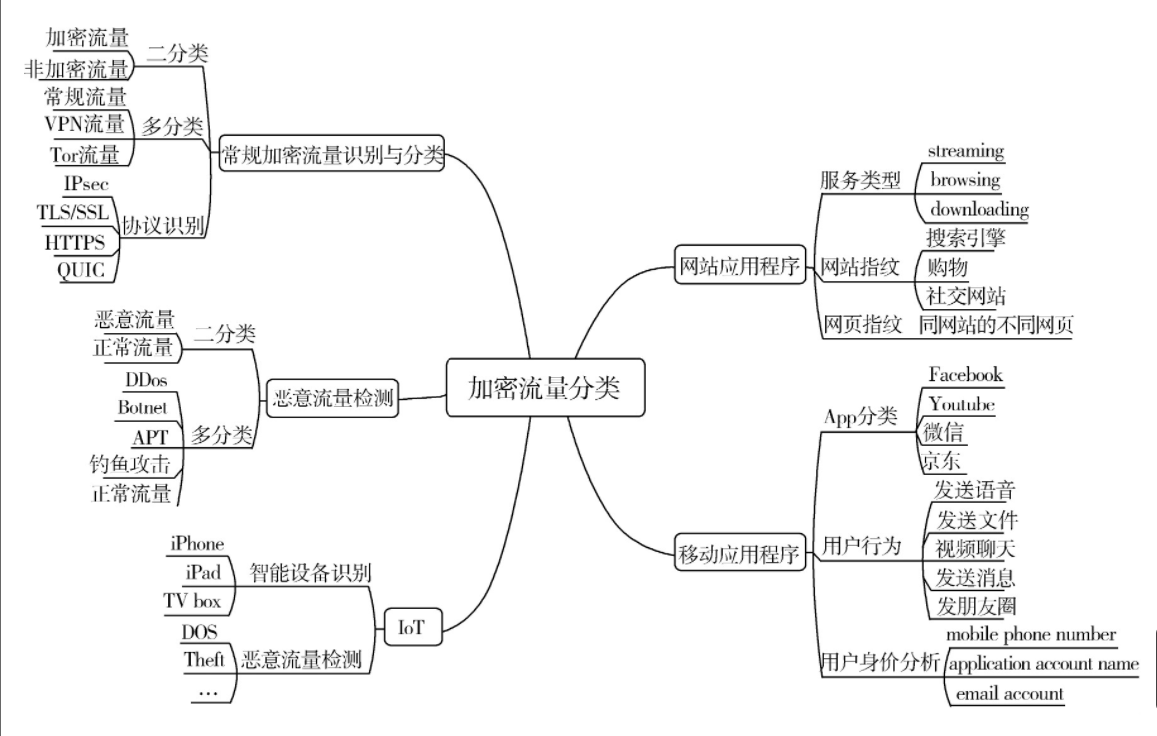 加密流量分类
常规加密流量识别与分类
二分类
加密流量
非加密流量
多分类
常规流量
VPN流量
Tor流量
协议识别
IPsec
TLS/SSL
HTTPS
QUIC
恶意流量检测
二分类
恶意流量
正常流量
多分类
DDos
Botnet
APT
钓鱼攻击
正常流量
IoT
智能设备识别
iPhone
iPad
TV box
恶意流量检测
DOS
Theft
…
网站应用程序
服务类型
streaming
browsing
downloading
网站指纹
搜索引擎
购物
社交网站
网页指纹
同网站的不同网页
移动应用程序
App分类
Facebook
Youtube
微信
京东
用户行为
发送语音
发送文件
视频聊天
发送消息
发朋友圈
用户身价分析
mobile phone number
application account name
email account